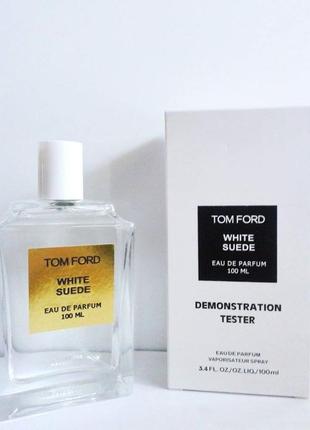 TOM FORD
WHITE
SUEDE
EAU DE PARFUM
100 ML
TOM FORD
WHITE
SUEDE
EAU DE PARFUM
100 ML
DEMONSTRATION
TESTER
EAU DE PARFUM
VAPORISATEUR SPRAY
3.4 FL. OZ/OZ. LIQ/100ml